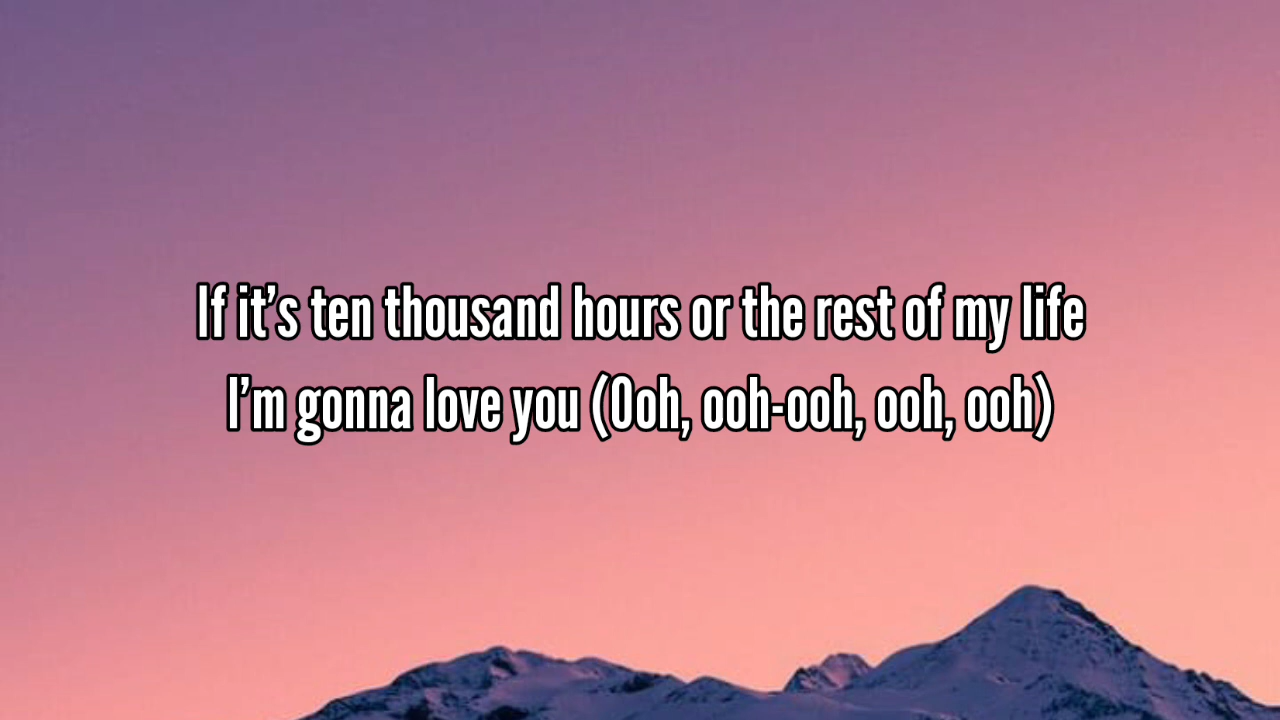 If it’s ten thousand hours or the rest of my life
I’m gonna love you (Ooh, ooh-ooh, ooh, ooh)